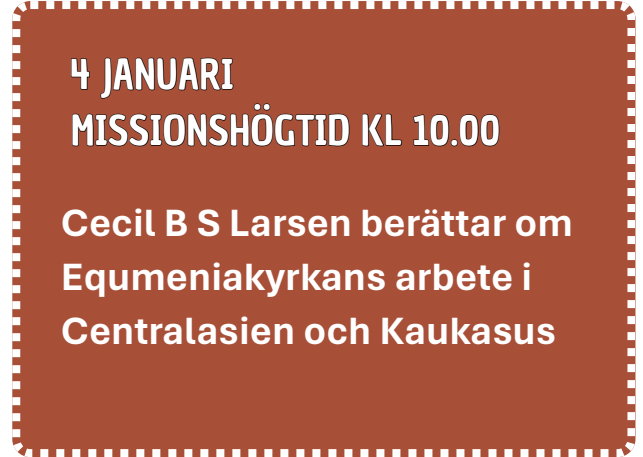 4 JANUARI
MISSIONSHÖGTID KL 10.00
Cecil B S Larsen berättar om
Equmeniakyrkans arbete i
Centralasien och Kaukasus